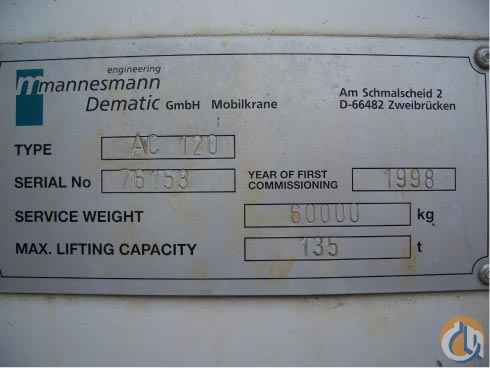 engineering
mannesmann
Dematic GmbH Mobilkrane
Am Schmalscheid 2
D-66482 Zweibrücken
TYPE AC 120
SERIAL No 76153 YEAR OF FIRST COMMISSIONING 1998
SERVICE WEIGHT 60000 kg
MAX. LIFTING CAPACITY 135 t